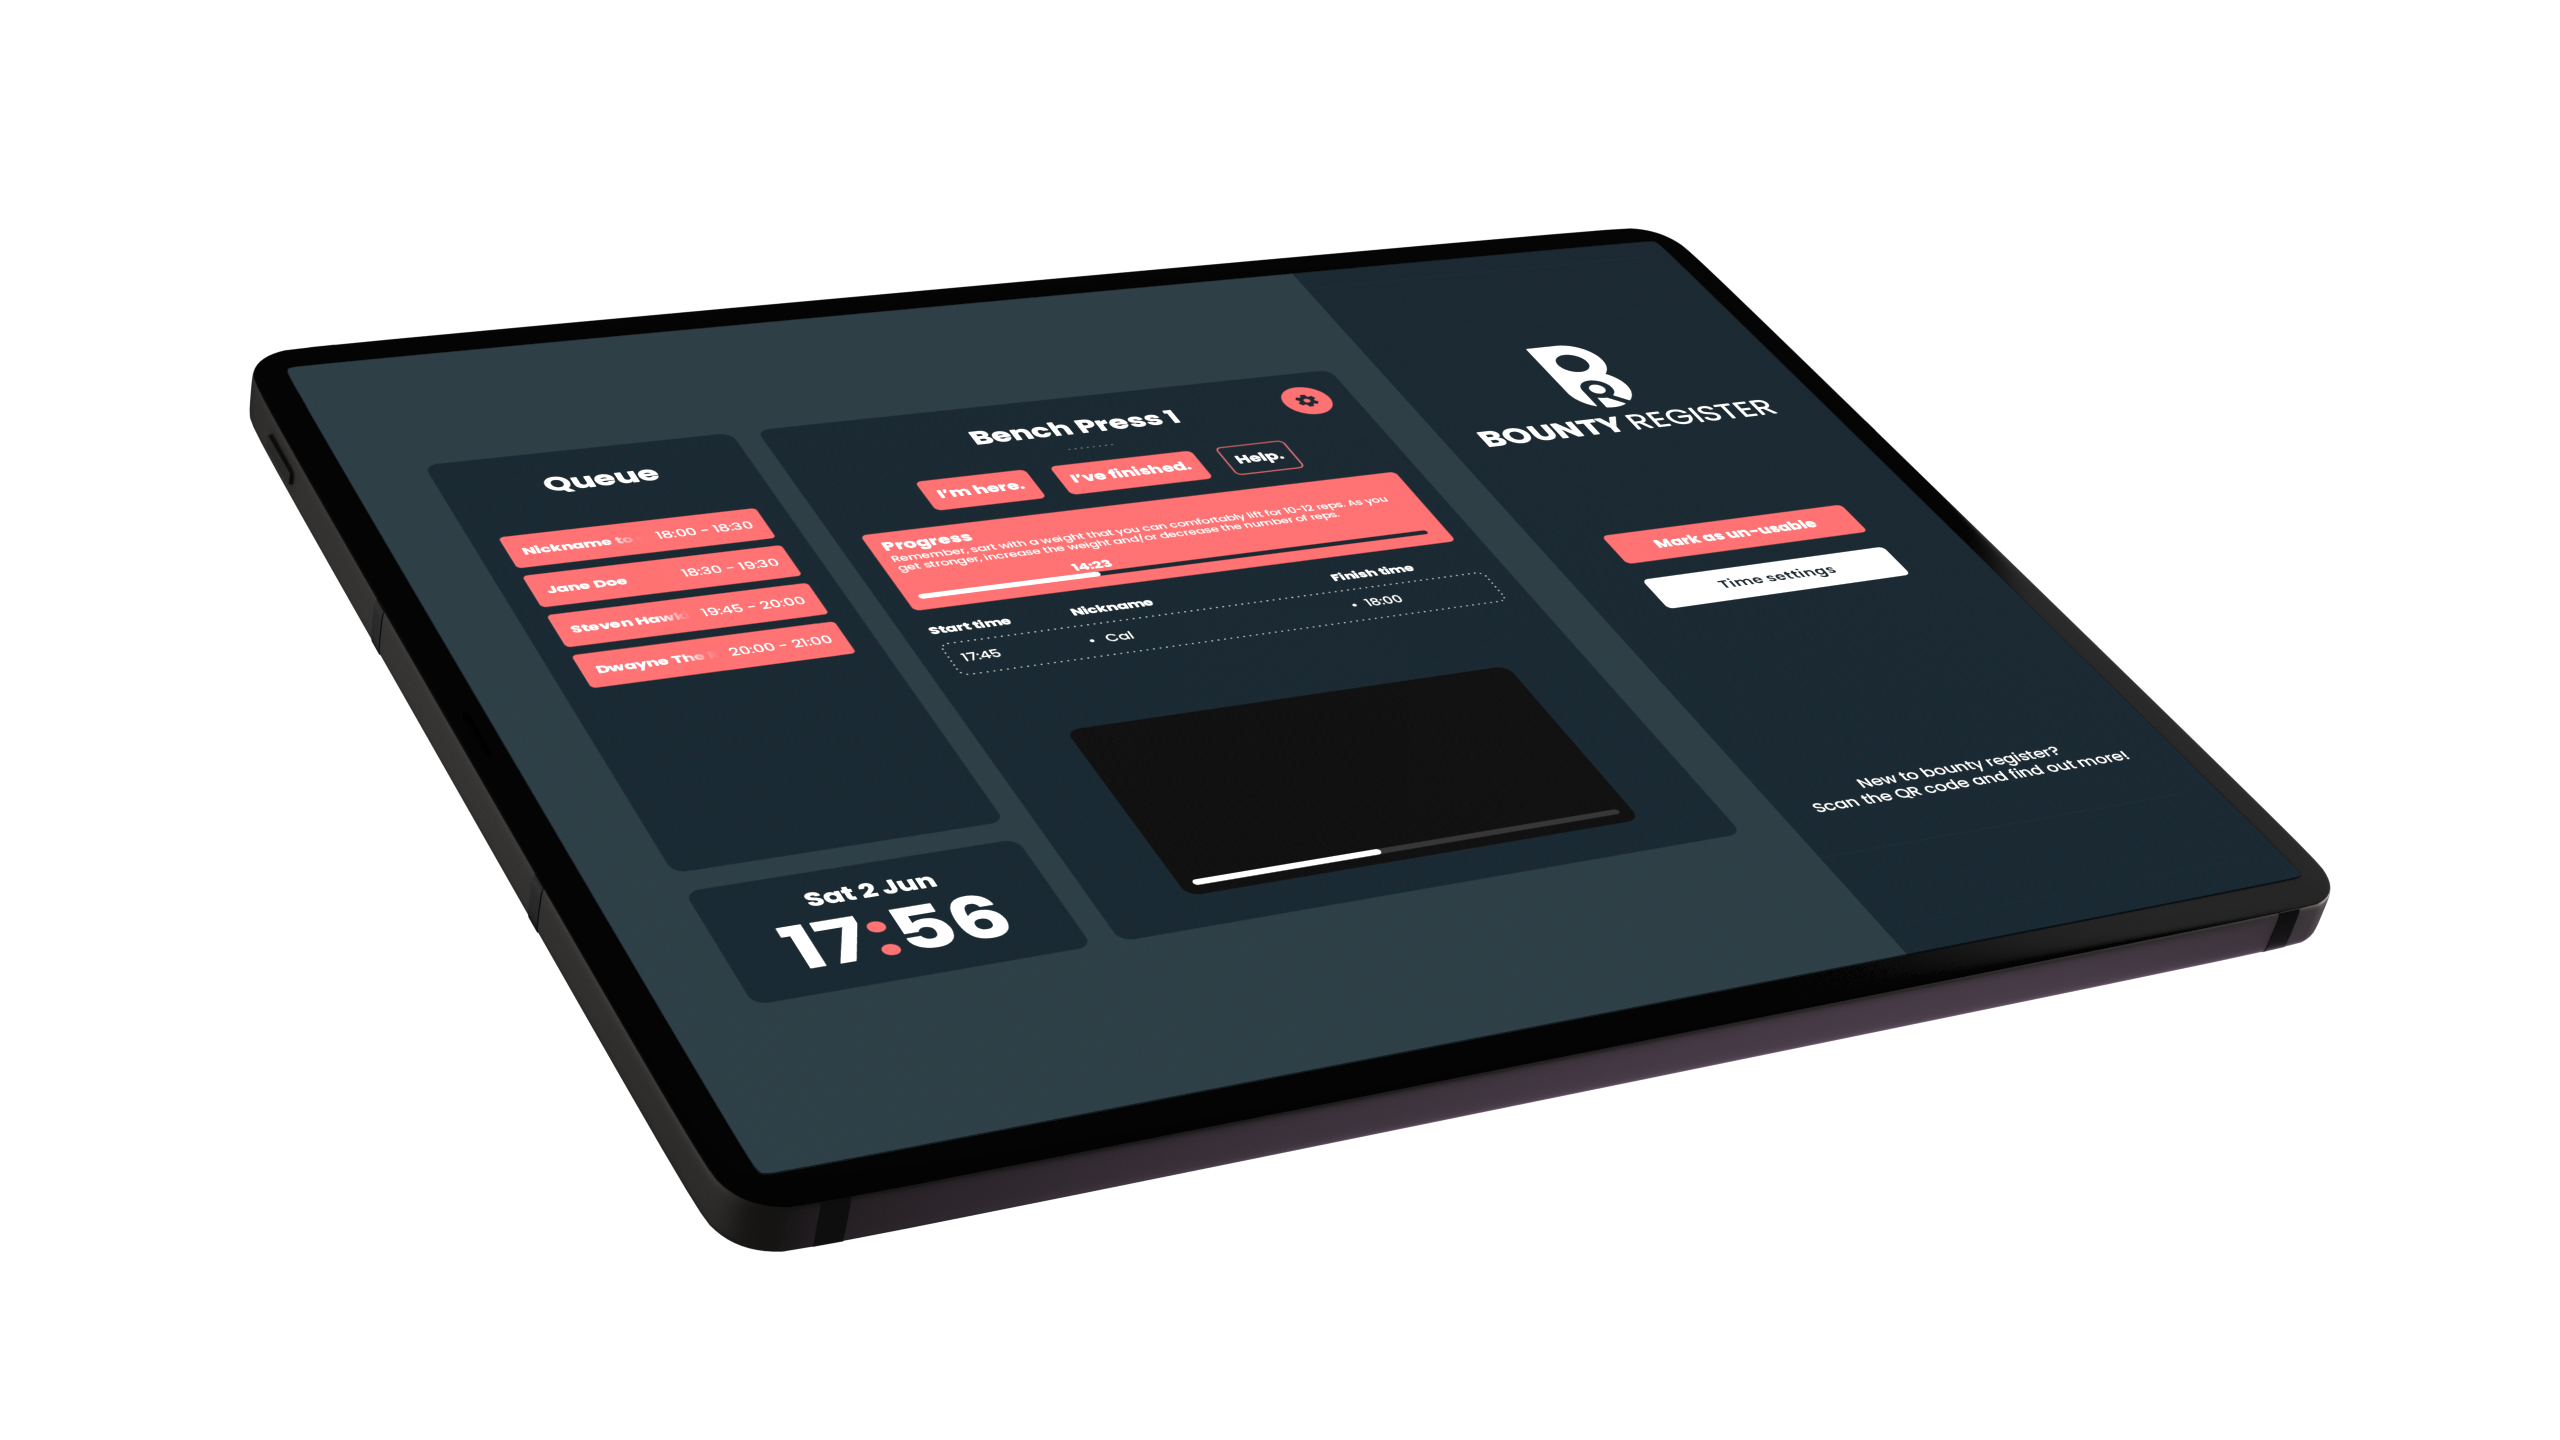 Queue
Nickname to 18:00 - 18:30
Jane Doe 18:30 - 19:30
Steven Hawki 19:45 - 20:00
Dwayne The 20:00 - 21:00
Sat 2 Jun
17:56
Bench Press 1
I'm here. I've finished. Help.
Progress
Remember, sart with a weight that you can comfortably lift for 10-12 reps. As you
get stronger, increase the weight and/or decrease the number of reps.
14:23
Start time Nickname Finish time
17:45 • Cal • 18:00
BR
BOUNTY REGISTER
Mark as un-usable
Time settings
New to bounty register?
Scan the QR code and find out more!